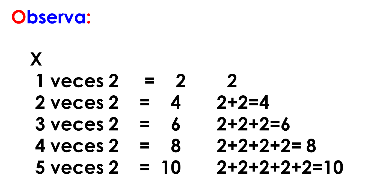 Observa:
X
1 veces 2 = 2 2
2 veces 2 = 4 2+2=4
3 veces 2 = 6 2+2+2=6
4 veces 2 = 8 2+2+2+2= 8
5 veces 2 = 10 2+2+2+2+2=10